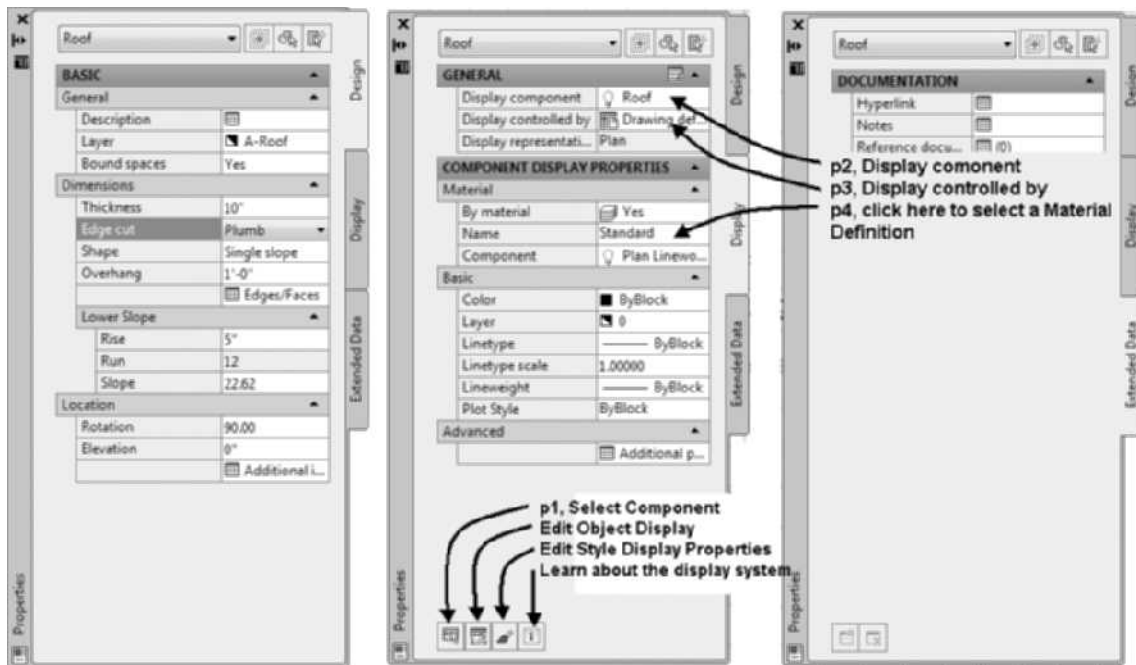 Roof
BASIC
General
Description
Layer A-Roof
Bound spaces Yes
Dimensions
Thickness 10"
Edge cut Plumb
Shape Single slope
Overhang 1'-0"
Edges/Faces
Lower Slope
Rise 5"
Run 12
Slope 22.62
Location
Rotation 90.00
Elevation 0"
Additional i...
Design
Display
Extended Data
Properties
Roof
GENERAL
Display component Roof
Display controlled by Drawing def...
Display representati... Plan
COMPONENT DISPLAY PROPERTIES
Material
By material Yes
Name Standard
Component Plan Linewo...
Basic
Color ByBlock
Layer 0
Linetype ByBlock
Linetype scale 1.00000
Lineweight ByBlock
Plot Style ByBlock
Advanced
Additional p...
p1, Select Component
Edit Object Display
Edit Style Display Properties
Learn about the display system
Design
Display
Extended Data
Properties
Roof
DOCUMENTATION
Hyperlink
Notes
Reference docu... (0)
p2, Display comonent
p3, Display controlled by
p4, click here to select a Material
Definition
Design
Display
Extended Data
Properties